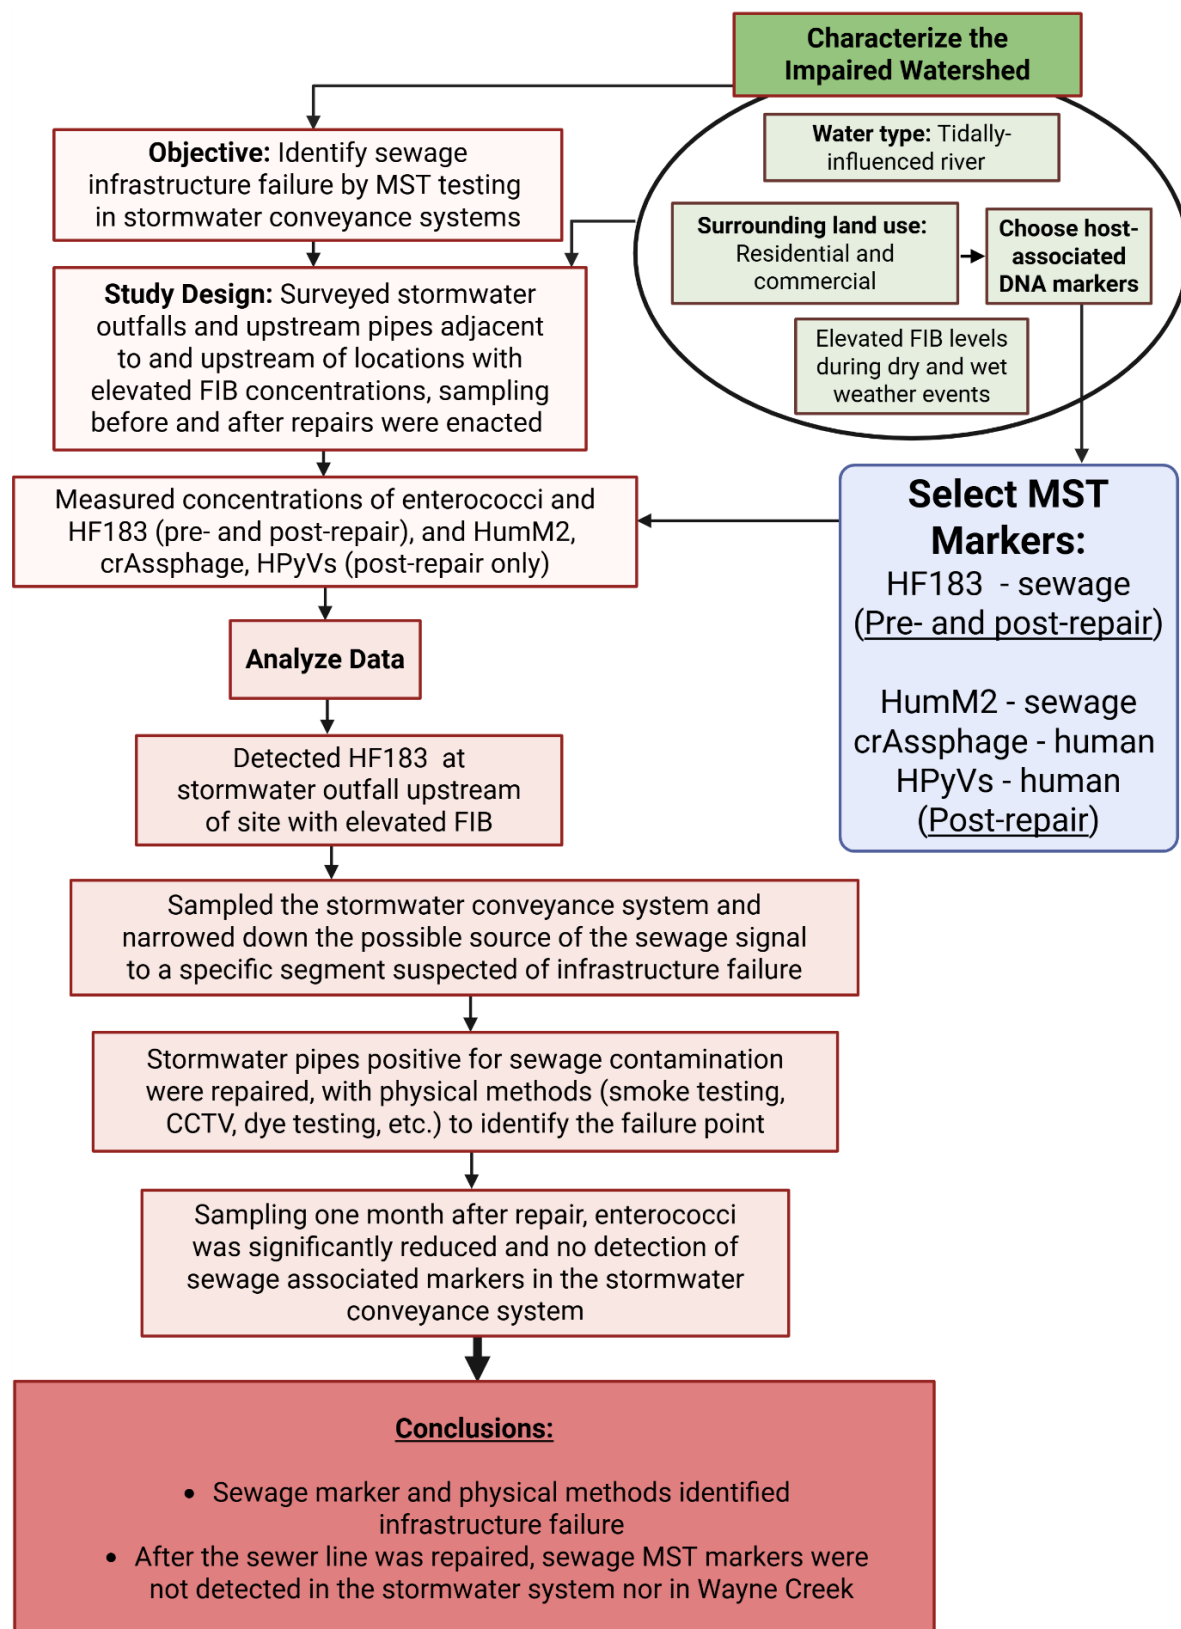 Characterize the
Impaired Watershed
Water type: Tidally-
influenced river
Surrounding land use:
Residential and
commercial
Choose host-
associated
DNA markers
Elevated FIB levels
during dry and wet
weather events
Objective: Identify sewage
infrastructure failure by MST testing
in stormwater conveyance systems
Study Design: Surveyed stormwater
outfalls and upstream pipes adjacent
to and upstream of locations with
elevated FIB concentrations, sampling
before and after repairs were enacted
Select MST
Markers:
HF183 - sewage
(Pre- and post-repair)
HumM2 - sewage
crAssphage - human
HPyVs - human
(Post-repair)
Measured concentrations of enterococci and
HF183 (pre- and post-repair), and HumM2,
crAssphage, HPyVs (post-repair only)
Analyze Data
Detected HF183 at
stormwater outfall upstream
of site with elevated FIB
Sampled the stormwater conveyance system and
narrowed down the possible source of the sewage signal
to a specific segment suspected of infrastructure failure
Stormwater pipes positive for sewage contamination
were repaired, with physical methods (smoke testing,
CCTV, dye testing, etc.) to identify the failure point
Sampling one month after repair, enterococci
was significantly reduced and no detection of
sewage associated markers in the stormwater
conveyance system
Conclusions:
• Sewage marker and physical methods identified
infrastructure failure
• After the sewer line was repaired, sewage MST markers were
not detected in the stormwater system nor in Wayne Creek